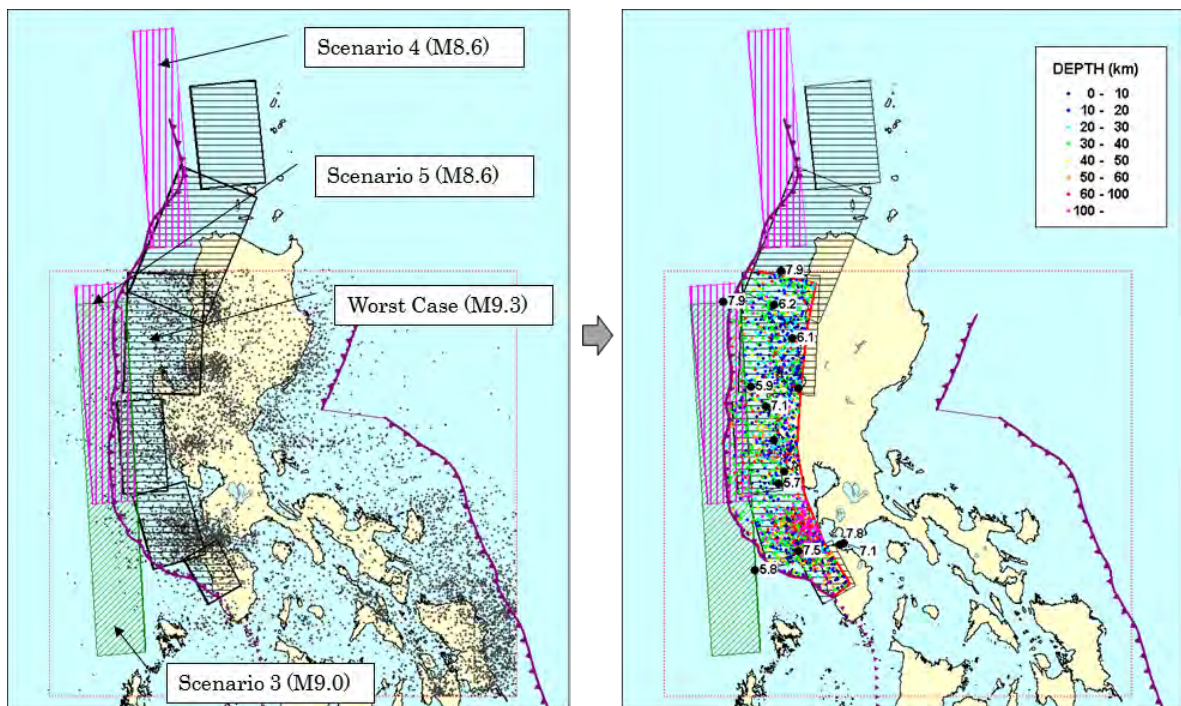 Scenario 4 (M8.6)
Scenario 5 (M8.6)
Worst Case (M9.3)
Scenario 3 (M9.0)
DEPTH (km)
0 - 10
10 - 20
20 - 30
30 - 40
40 - 50
50 - 60
60 - 100
100 -
7.9
7.9
6.2
6.1
5.9
7.1
5.7
7.8
7.5
7.1
5.8